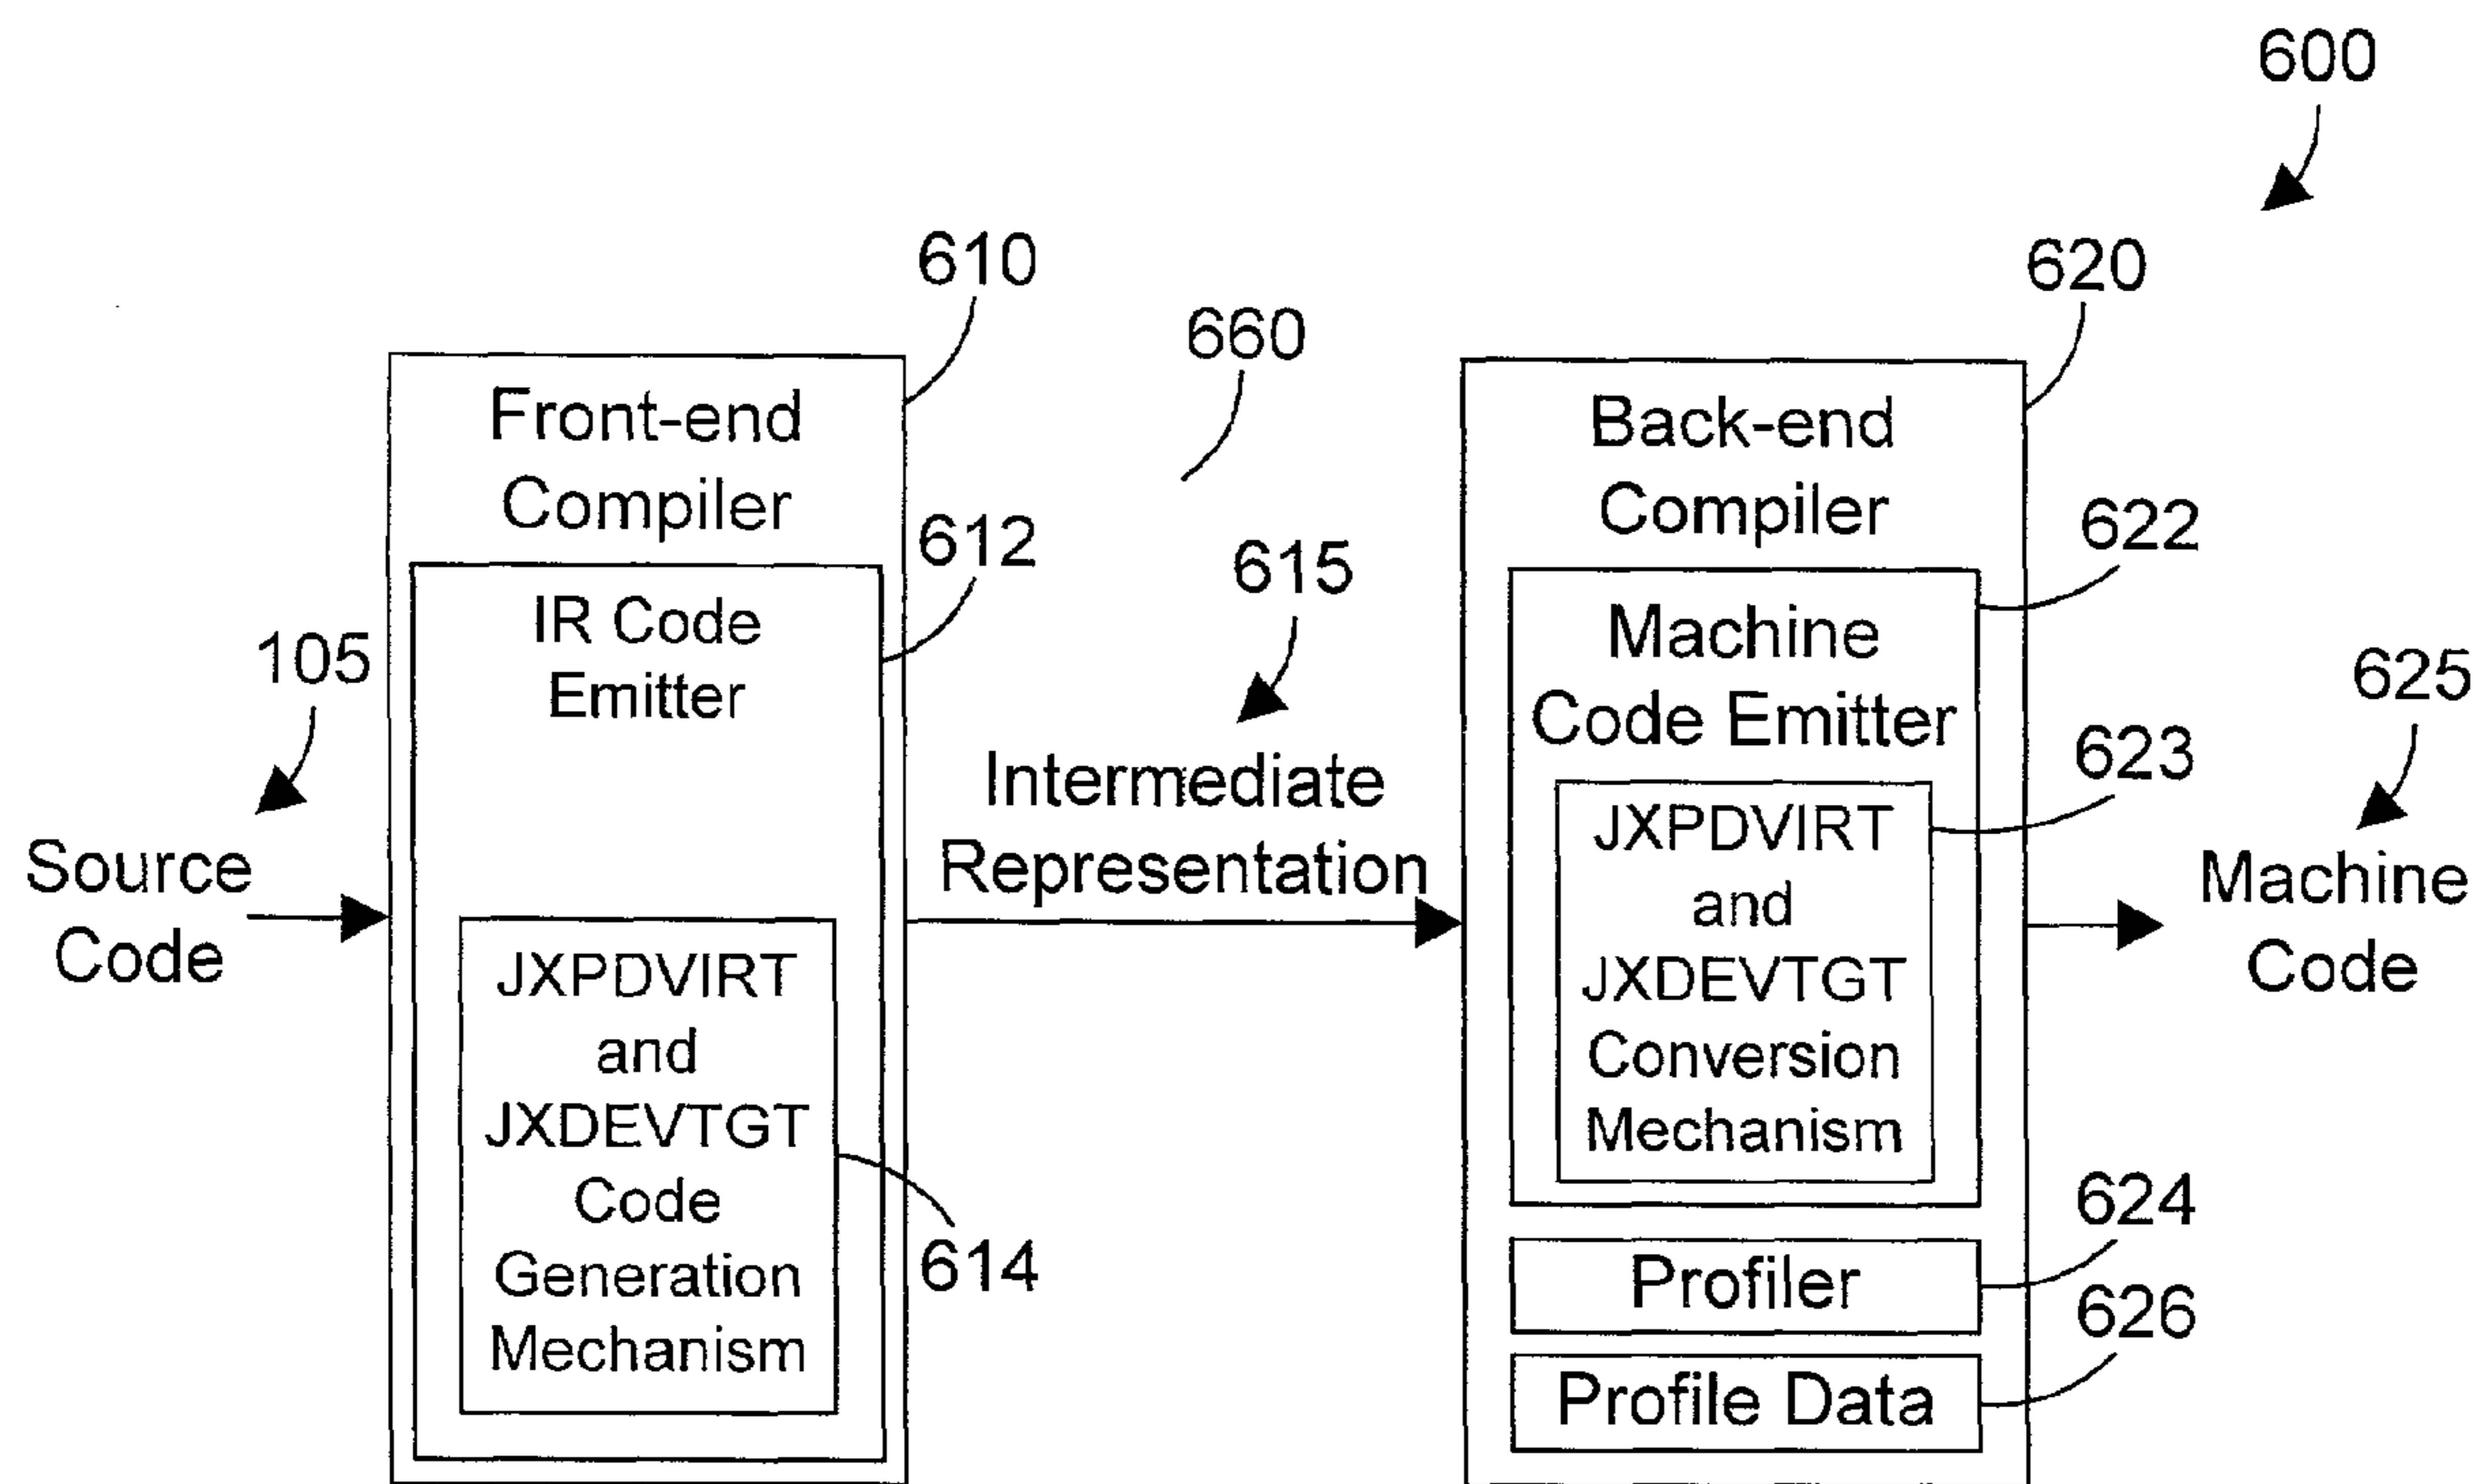 600
610
620
660
Front-end
Compiler
Back-end
Compiler
612
622
615
IR Code
Emitter
Machine
Code Emitter
105
625
623
Source
Code
Intermediate
Representation
JXPDVIRT
and
JXDEVTGT
Conversion
Mechanism
Machine
Code
JXPDVIRT
and
JXDEVTGT
Code
Generation
Mechanism
614
624
Profiler
626
Profile Data